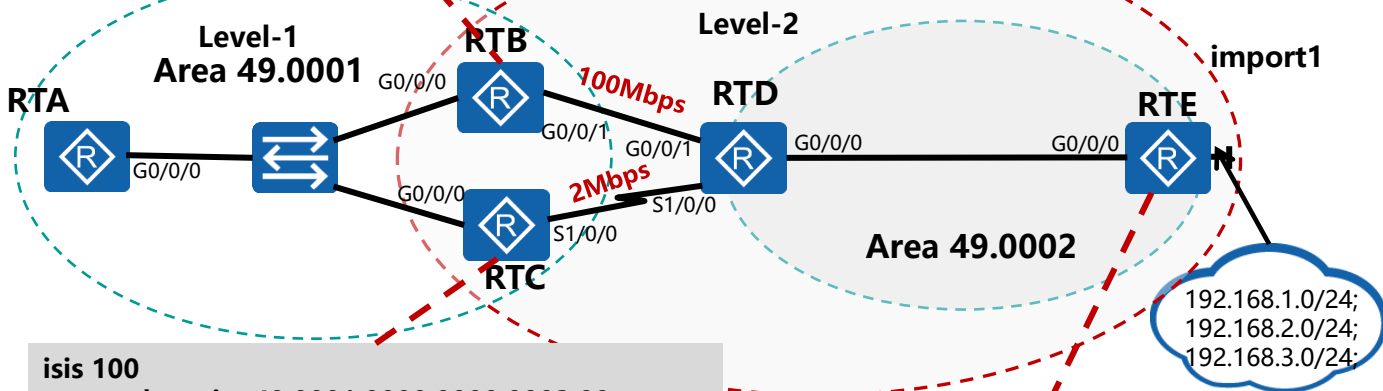 Level-1
Area 49.0001
RTA
G0/0/0
G0/0/0
RTB
G0/0/1
100Mbps
G0/0/0
RTC
S1/0/0
2Mbps
Level-2
RTD
G0/0/1
S1/0/0
G0/0/0
G0/0/0
RTE
import1
Area 49.0002
192.168.1.0/24;
192.168.2.0/24;
192.168.3.0/24;
R
R
R
R
R
isis 100